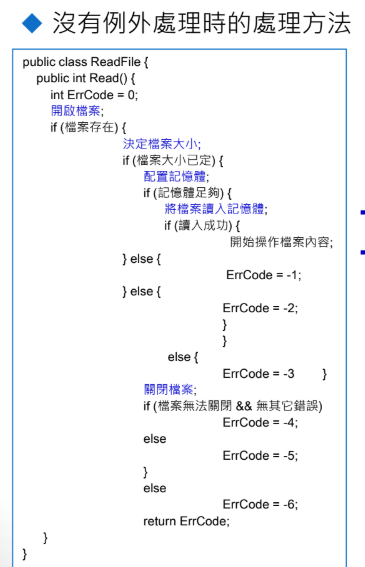 ◆ 沒有例外處理時的處理方法
public class ReadFile {
public int Read() {
int ErrCode = 0;
開啟檔案;
if (檔案存在) {
決定檔案大小;
if (檔案大小已定) {
配置記憶體;
if (記憶體足夠) {
將檔案讀入記憶體;
if (讀入成功) {
開始操作檔案內容;
} else {
ErrCode = -1;
} else {
ErrCode = -2;
}
}
else {
ErrCode = -3 }
關閉檔案;
if (檔案無法關閉 && 無其它錯誤)
ErrCode = -4;
else
ErrCode = -5;
}
else
ErrCode = -6;
return ErrCode;
}
}